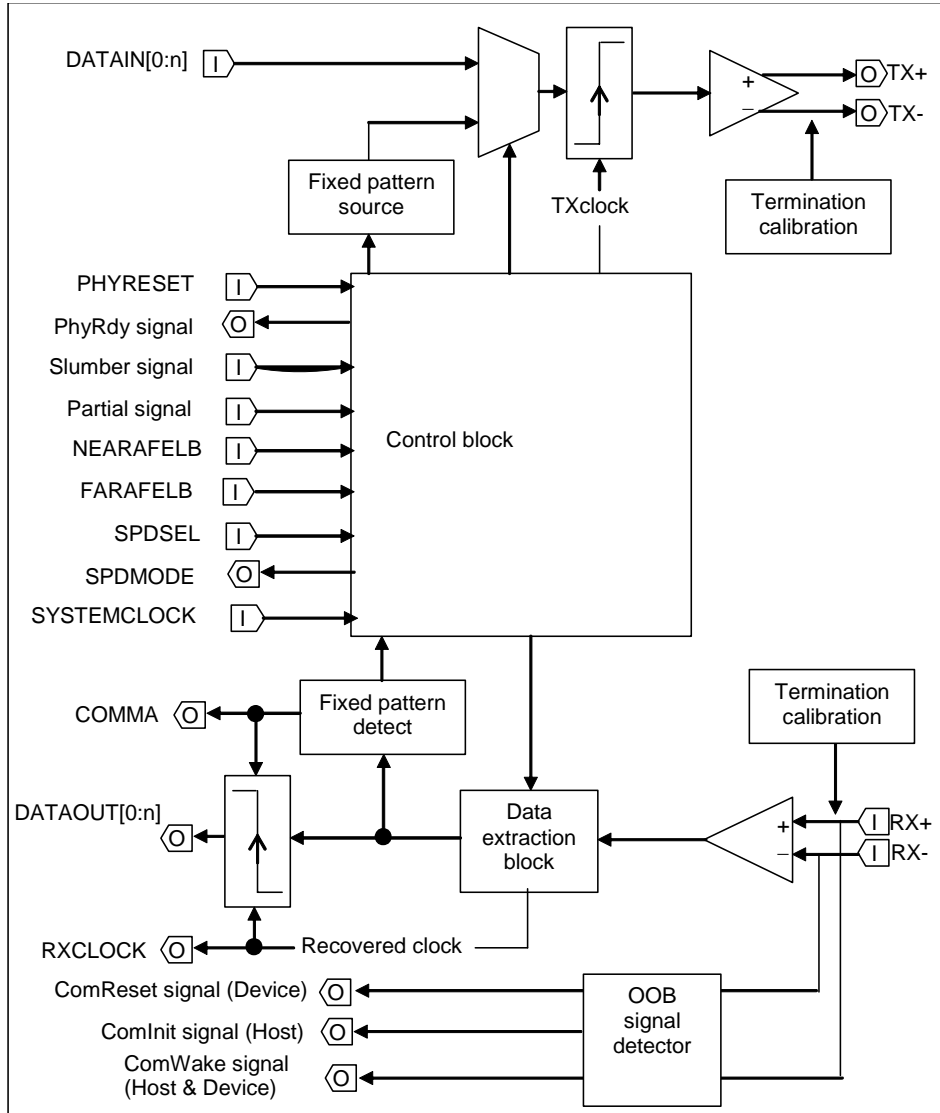 DATAIN[0:n]
I
+
−
O
TX+
O
TX-
Fixed pattern
source
TXclock
Termination
calibration
PHYRESET
I
PhyRdy signal
O
Slumber signal
I
Partial signal
I
Control block
NEARAFELB
I
FARAFELB
I
SPDSEL
I
SPDMODE
O
SYSTEMCLOCK
I
COMMA
O
Fixed pattern
detect
Termination
calibration
DATAOUT[0:n]
O
Data
extraction
block
+
−
I
RX+
I
RX-
RXCLOCK
O
Recovered clock
ComReset signal (Device)
O
ComInit signal (Host)
O
ComWake signal
(Host & Device)
O
OOB
signal
detector